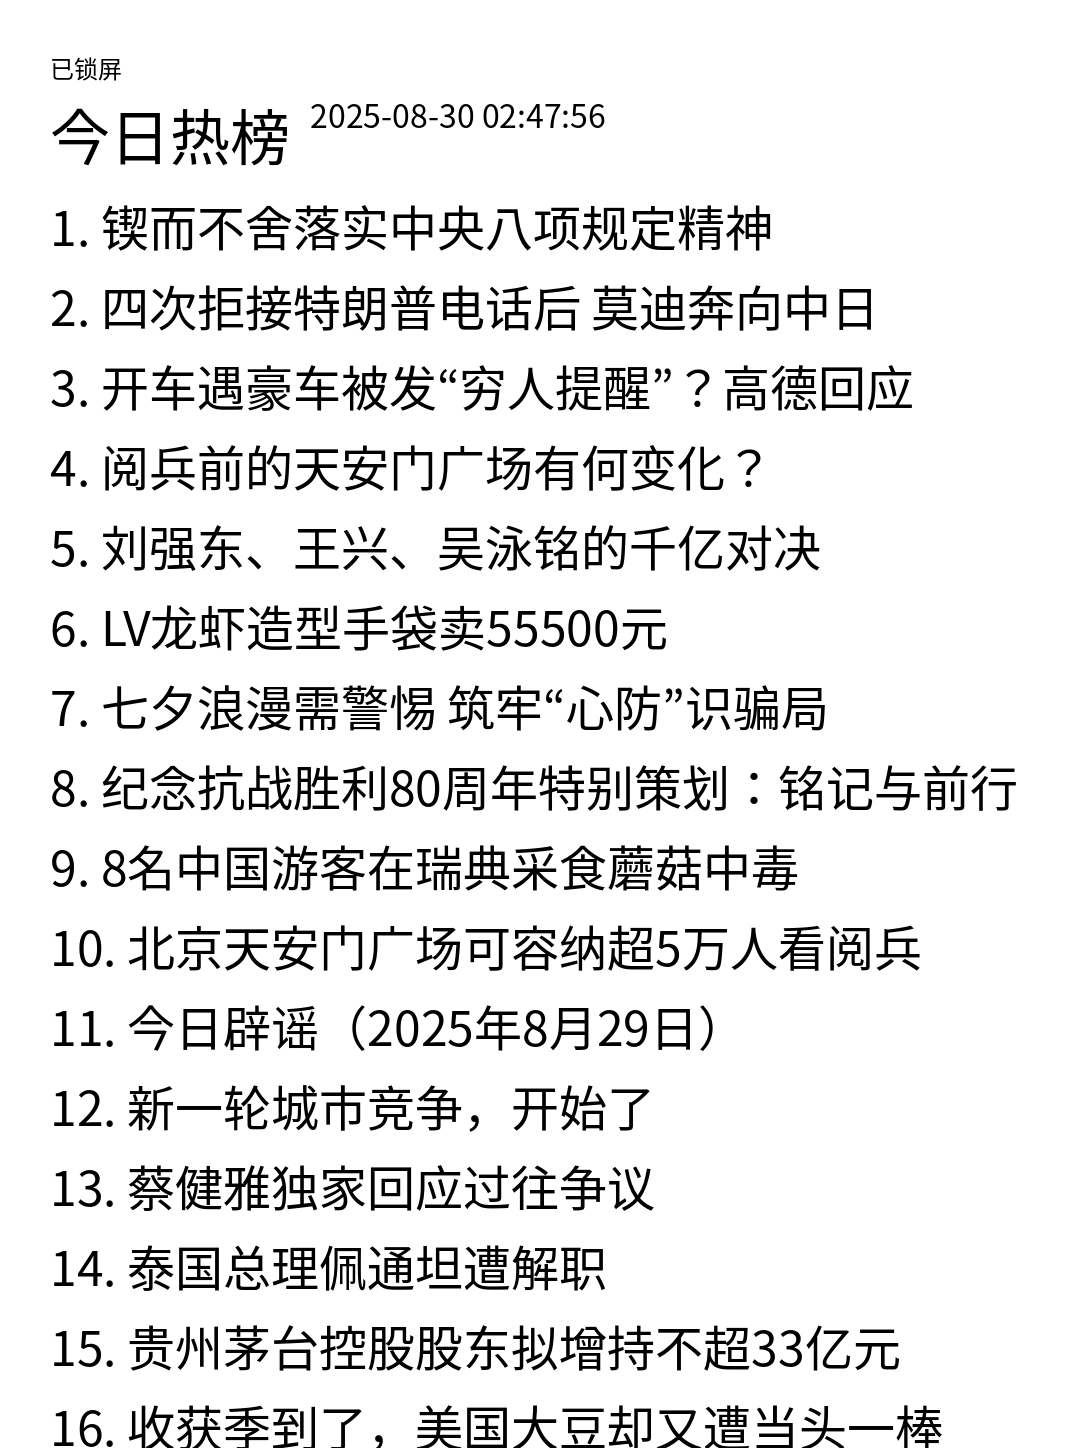 已锁屏
今日热榜 2025-08-30 02:47:56
1. 锲而不舍落实中央八项规定精神
2. 四次拒接特朗普电话后 莫迪奔向中日
3. 开车遇豪车被发“穷人提醒”？高德回应
4. 阅兵前的天安门广场有何变化？
5. 刘强东、王兴、吴泳铭的千亿对决
6. LV龙虾造型手袋卖55500元
7. 七夕浪漫需警惕 筑牢“心防”识骗局
8. 纪念抗战胜利80周年特别策划：铭记与前行
9. 8名中国游客在瑞典采食蘑菇中毒
10. 北京天安门广场可容纳超5万人看阅兵
11. 今日辟谣（2025年8月29日）
12. 新一轮城市竞争，开始了
13. 蔡健雅独家回应过往争议
14. 泰国总理佩通坦遭解职
15. 贵州茅台控股股东拟增持不超33亿元
16. 收获季到了，美国大豆却又遭当头一棒